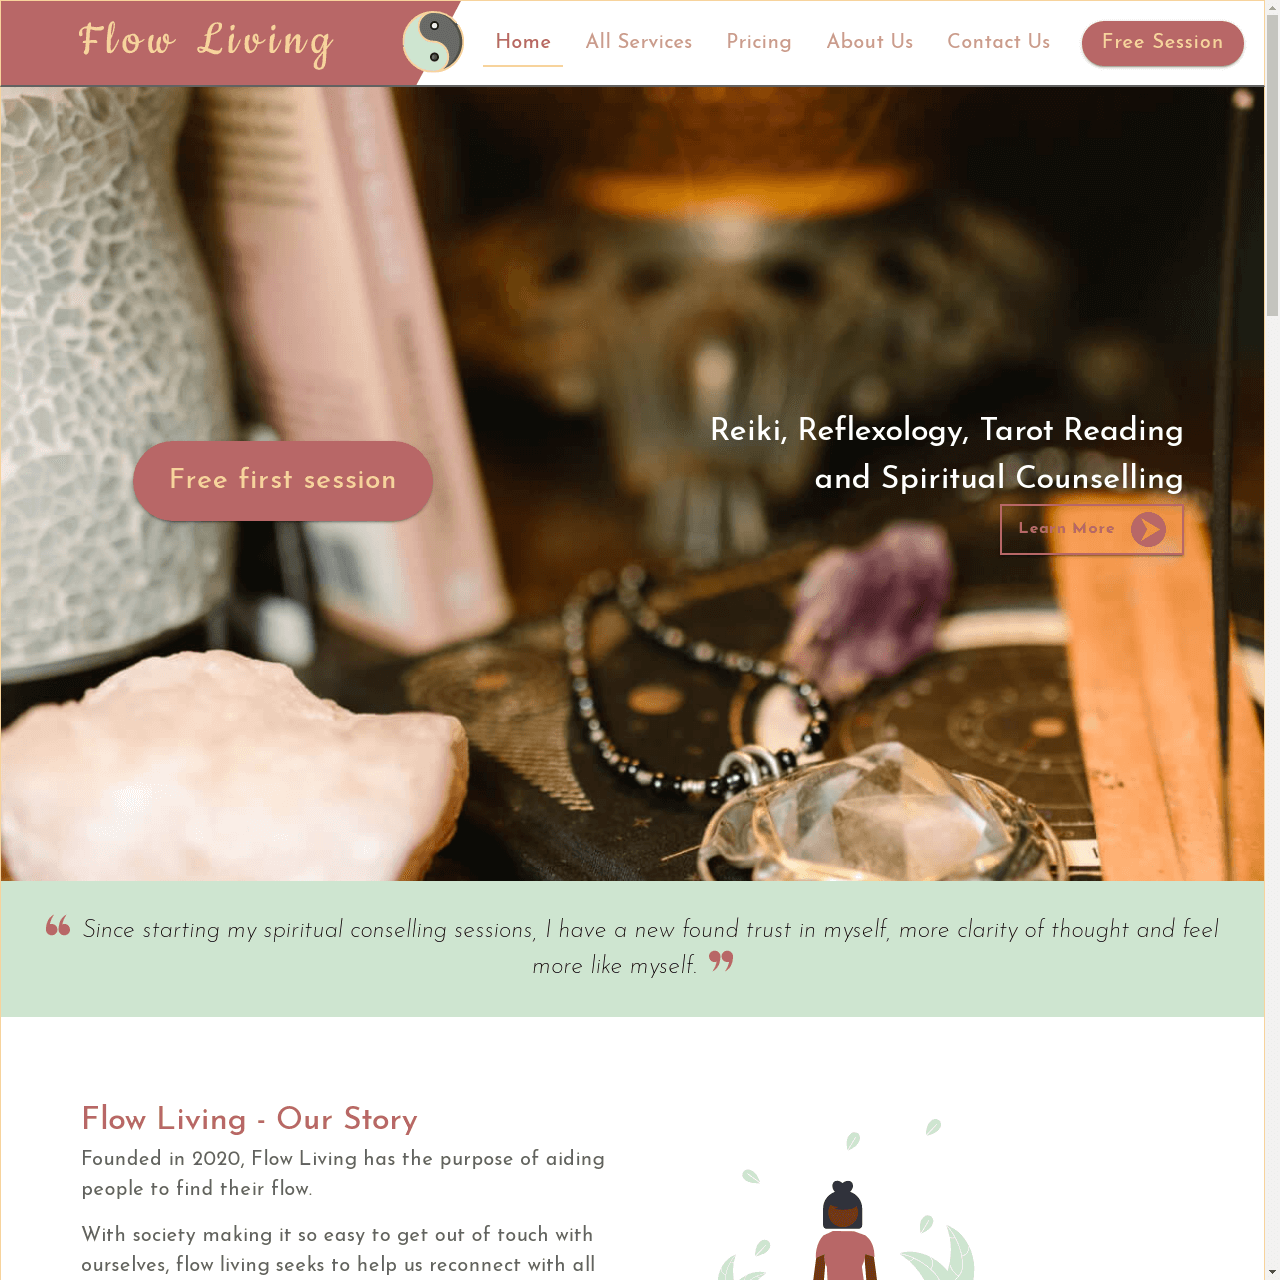 Flow Living
Home
All Services
Pricing
About Us
Contact Us
Free Session
Reiki, Reflexology, Tarot Reading
and Spiritual Counselling
Free first session
Learn More
❝ Since starting my spiritual conselling sessions, I have a new found trust in myself, more clarity of thought and feel
more like myself. ❞
Flow Living - Our Story
Founded in 2020, Flow Living has the purpose of aiding
people to find their flow.
With society making it so easy to get out of touch with
ourselves, flow living seeks to help us reconnect with all